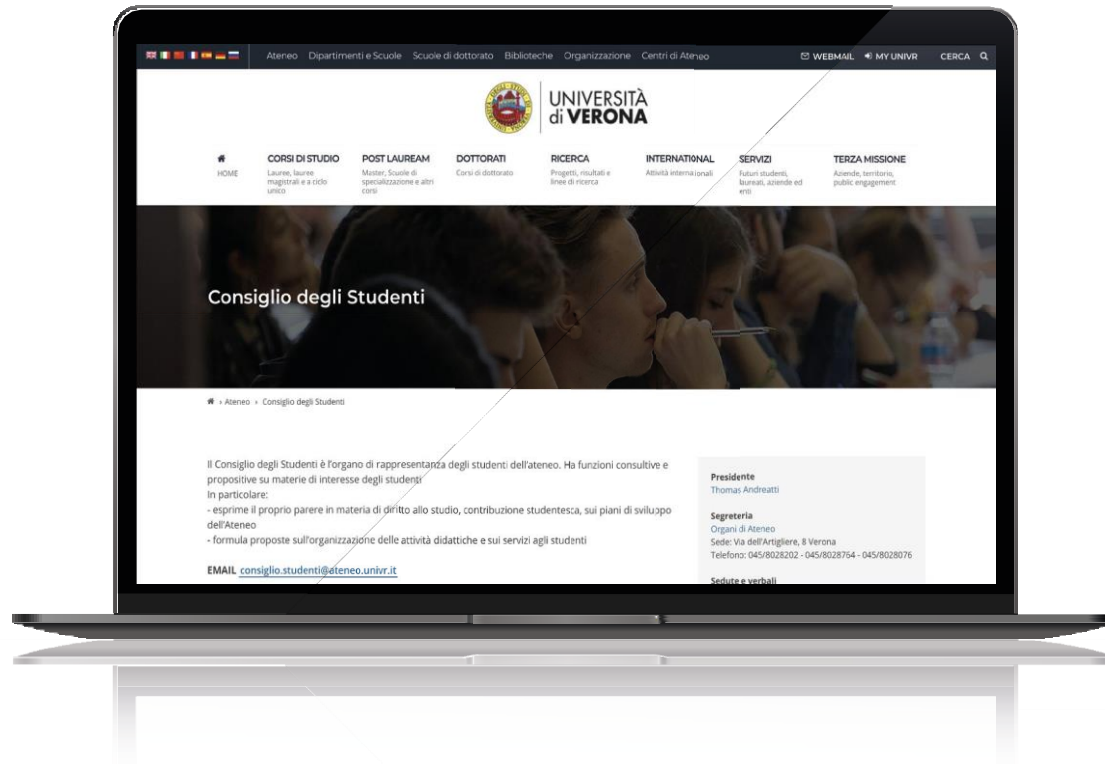 Ateneo Dipartimenti e Scuole Scuole di dottorato Biblioteche Organizzazione Centri di Ateneo WEBMAIL MY UNIVR CERCA
UNIVERSITÀ
di VERONA
HOME
CORSI DI STUDIO
Lauree, lauree
magistrali e a ciclo
unico
POST LAUREAM
Master, Scuole di
specializzazione e altri
corsi
DOTTORATI
Corsi di dottorato
RICERCA
Progetti, risultati e
linee di ricerca
INTERNATIONAL
Attività internazionali
SERVIZI
Futuri studenti,
laureati, aziende ed
enti
TERZA MISSIONE
Aziende, territorio,
public engagement
Consiglio degli Studenti
› Ateneo › Consiglio degli Studenti
Il Consiglio degli Studenti è l'organo di rappresentanza degli studenti dell'ateneo. Ha funzioni consultive e
propositive su materie di interesse degli studenti
In particolare:
- esprime il proprio parere in materia di diritto allo studio, contribuzione studentesca, sui piani di sviluppo
dell'Ateneo
- formula proposte sull'organizzazione delle attività didattiche e sui servizi agli studenti
EMAIL consiglio.studenti@ateneo.univr.it
Presidente
Thomas Andreatti
Segreteria
Organi di Ateneo
Sede: Via dell'Artigliere, 8 Verona
Telefono: 045/8028202 - 045/8028764 - 045/8028076
Sedute e verbali